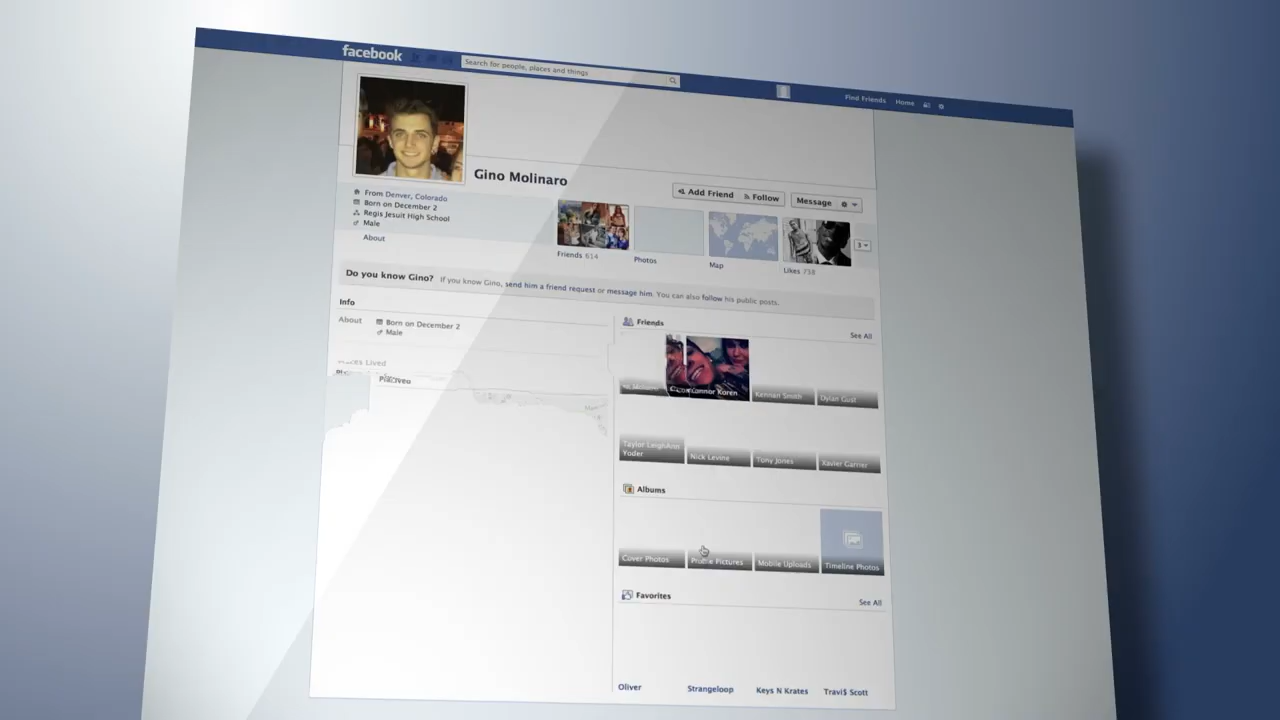 facebook
Search for people, places and things
Find Friends
Home
Gino Molinaro
Add Friend
Follow
Message
From Denver, Colorado
Born on December 2
Regis Jesuit High School
Male
About
Friends 614
Photos
Map
Likes 738
3
Do you know Gino? If you know Gino, send him a friend request or message him. You can also follow his public posts.
Info
About
Born on December 2
Male
Lived
Friends
See All
Connor Koren
Kennan Smith
Dylan Gust
Taylor LeighAnn
Yoder
Nick Levine
Tony Jones
Xavier Garner
Albums
Cover Photos
Profile Pictures
Mobile Uploads
Timeline Photos
Favorites
See All
Oliver
Strangeloop
Keys N Krates
Travi$ Scott